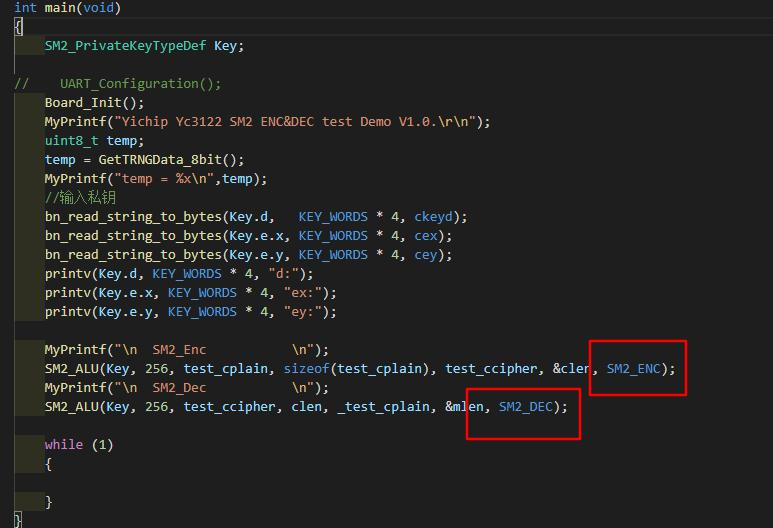 int main(void)
{
SM2_PrivateKeyTypeDef Key;
// UART_Configuration();
Board_Init();
MyPrintf("Yichip Yc3122 SM2 ENC&DEC test Demo V1.0.\r\n");
uint8_t temp;
temp = GetTRNGData_8bit();
MyPrintf("temp = %x\n",temp);
//输入私钥
bn_read_string_to_bytes(Key.d,   KEY_WORDS * 4, ckeyd);
bn_read_string_to_bytes(Key.e.x, KEY_WORDS * 4, cex);
bn_read_string_to_bytes(Key.e.y, KEY_WORDS * 4, cey);
printv(Key.d, KEY_WORDS * 4, "d:");
printv(Key.e.x, KEY_WORDS * 4, "ex:");
printv(Key.e.y, KEY_WORDS * 4, "ey:");
MyPrintf("\n  SM2_Enc           \n");
SM2_ALU(Key, 256, test_cplain, sizeof(test_cplain), test_ccipher, &clen, SM2_ENC);
MyPrintf("\n  SM2_Dec           \n");
SM2_ALU(Key, 256, test_ccipher, clen, _test_cplain, &mlen, SM2_DEC);
while (1)
{
}
}